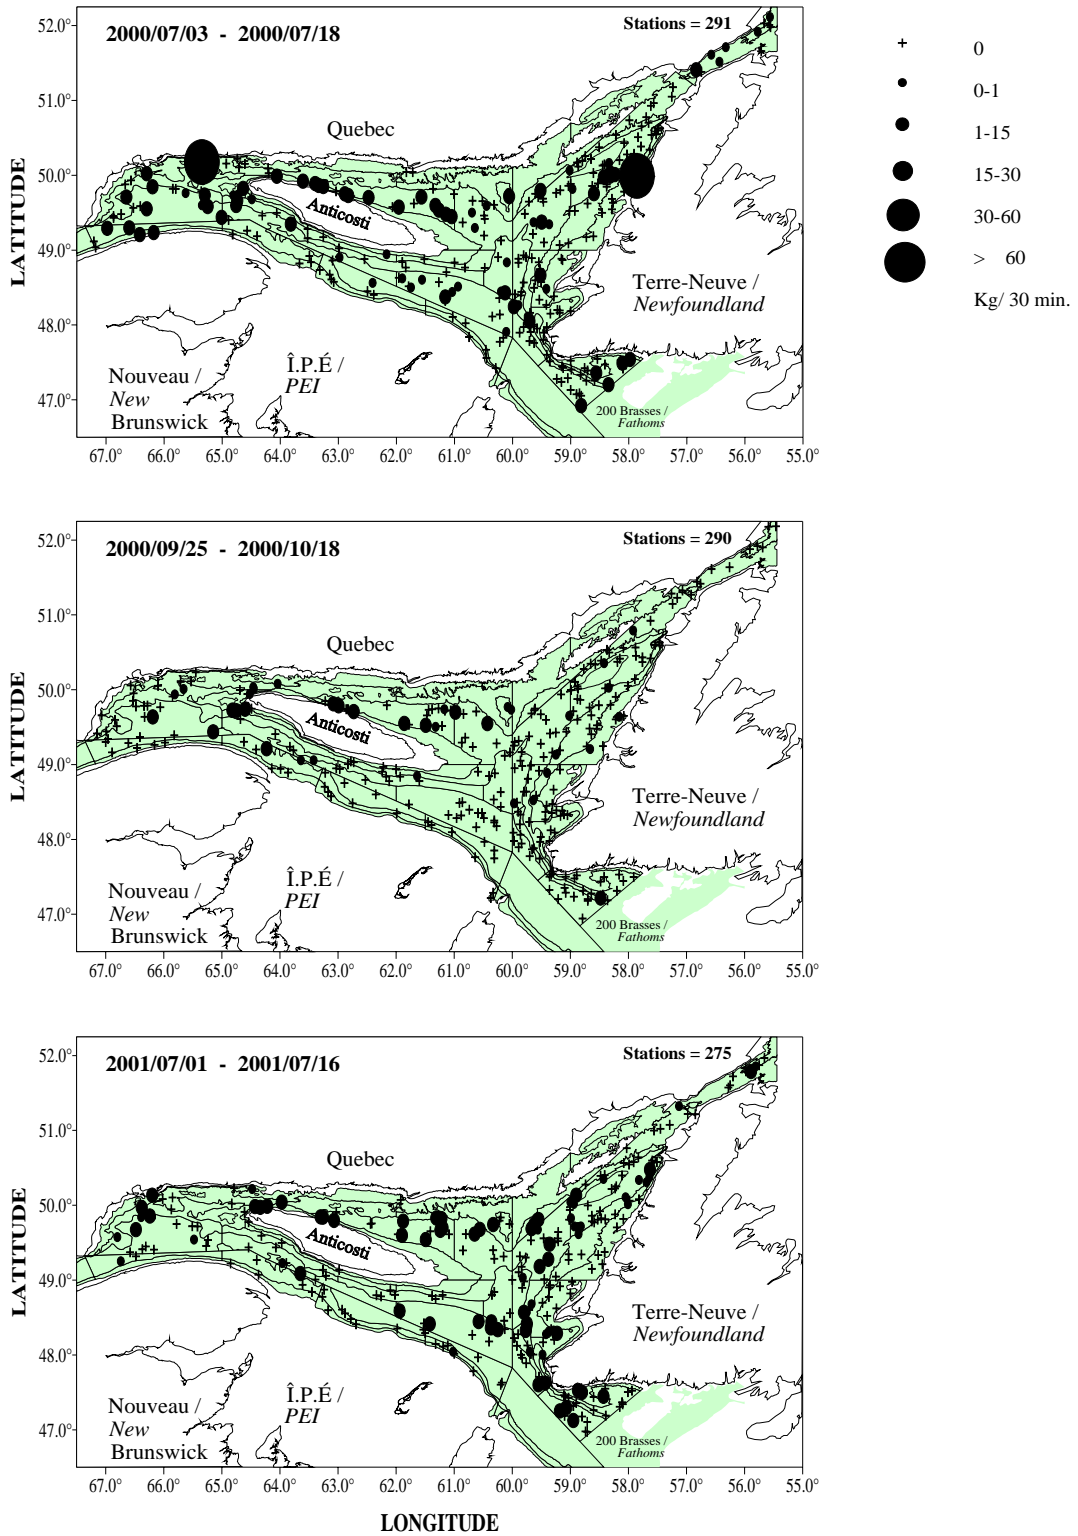 52.0°
2000/07/03 - 2000/07/18
Stations = 291
0
0-1
1-15
15-30
30-60
> 60
Kg/ 30 min.
51.0°
Quebec
50.0°
LATITUDE
Anticosti
49.0°
Terre-Neuve /
Newfoundland
48.0°
Nouveau /
New
Brunswick
Î.P.É /
PEI
47.0°
200 Brasses /
Fathoms
67.0° 66.0° 65.0° 64.0° 63.0° 62.0° 61.0° 60.0° 59.0° 58.0° 57.0° 56.0° 55.0°
52.0°
2000/09/25 - 2000/10/18
Stations = 290
51.0°
Quebec
50.0°
LATITUDE
Anticosti
49.0°
Terre-Neuve /
Newfoundland
48.0°
Nouveau /
New
Brunswick
Î.P.É /
PEI
47.0°
200 Brasses /
Fathoms
67.0° 66.0° 65.0° 64.0° 63.0° 62.0° 61.0° 60.0° 59.0° 58.0° 57.0° 56.0° 55.0°
52.0°
2001/07/01 - 2001/07/16
Stations = 275
51.0°
Quebec
50.0°
LATITUDE
Anticosti
49.0°
Terre-Neuve /
Newfoundland
48.0°
Nouveau /
New
Brunswick
Î.P.É /
PEI
47.0°
200 Brasses /
Fathoms
67.0° 66.0° 65.0° 64.0° 63.0° 62.0° 61.0° 60.0° 59.0° 58.0° 57.0° 56.0° 55.0°
LONGITUDE